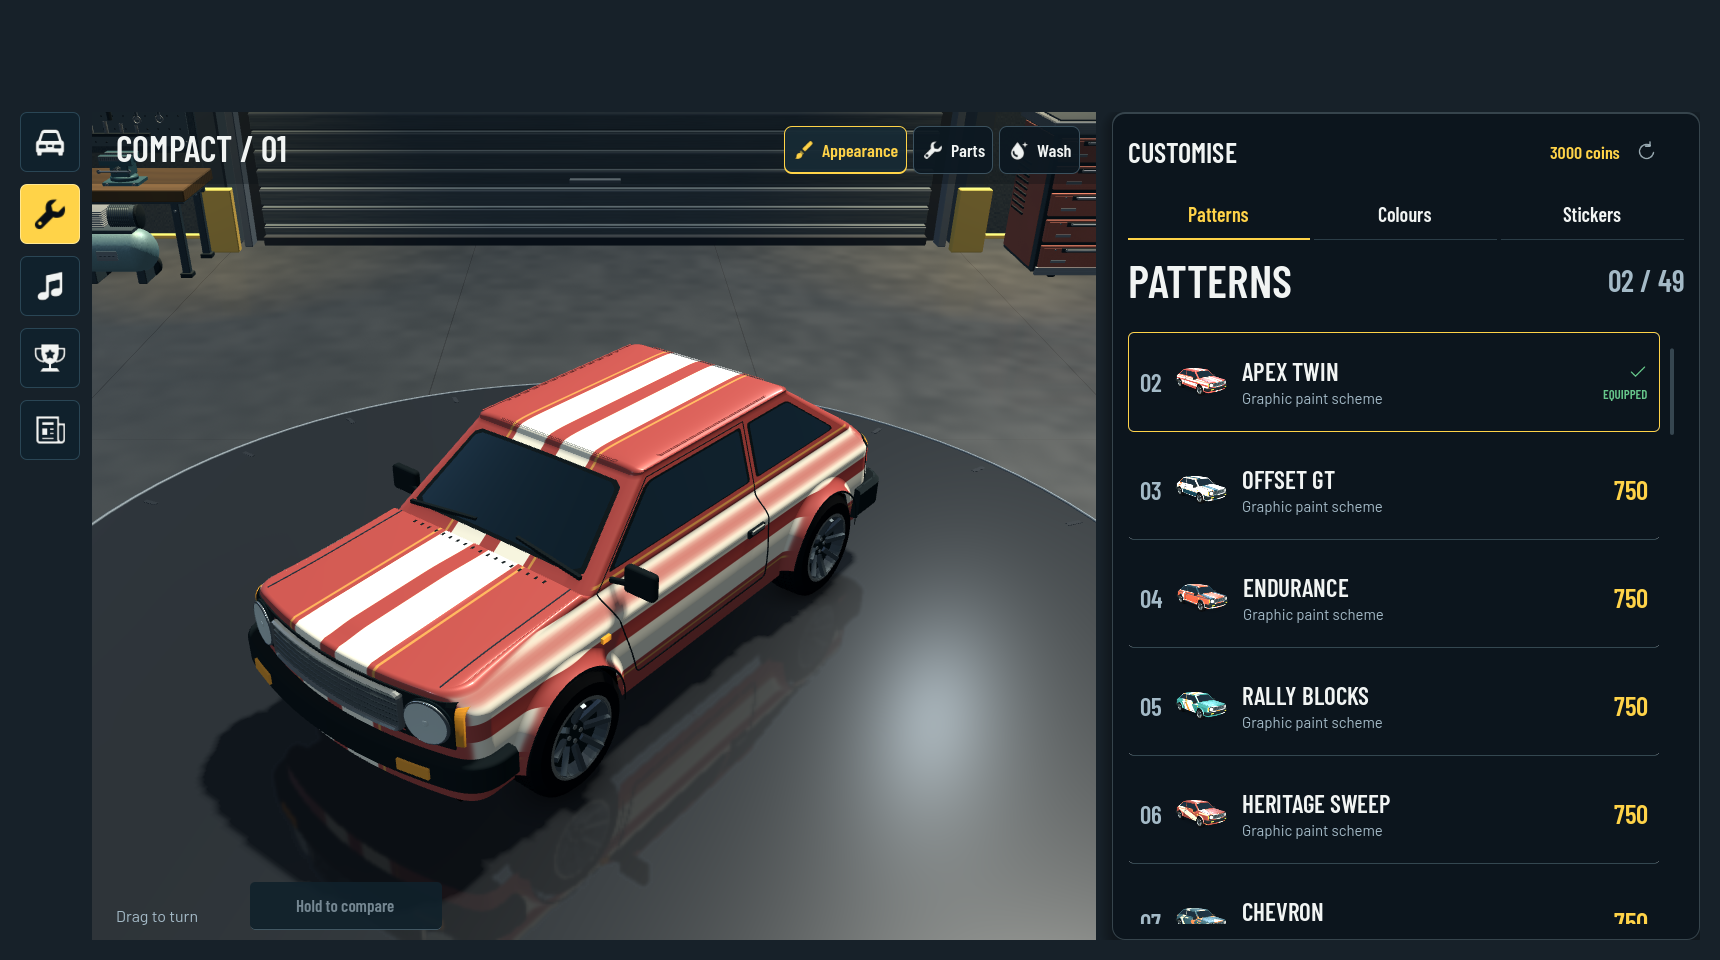 COMPACT / 01
Appearance
Parts
Wash
Drag to turn
Hold to compare
CUSTOMISE
3000 coins
Patterns
Colours
Stickers
PATTERNS
02 / 49
02
APEX TWIN
Graphic paint scheme
EQUIPPED
03
OFFSET GT
Graphic paint scheme
750
04
ENDURANCE
Graphic paint scheme
750
05
RALLY BLOCKS
Graphic paint scheme
750
06
HERITAGE SWEEP
Graphic paint scheme
750
07
CHEVRON
750